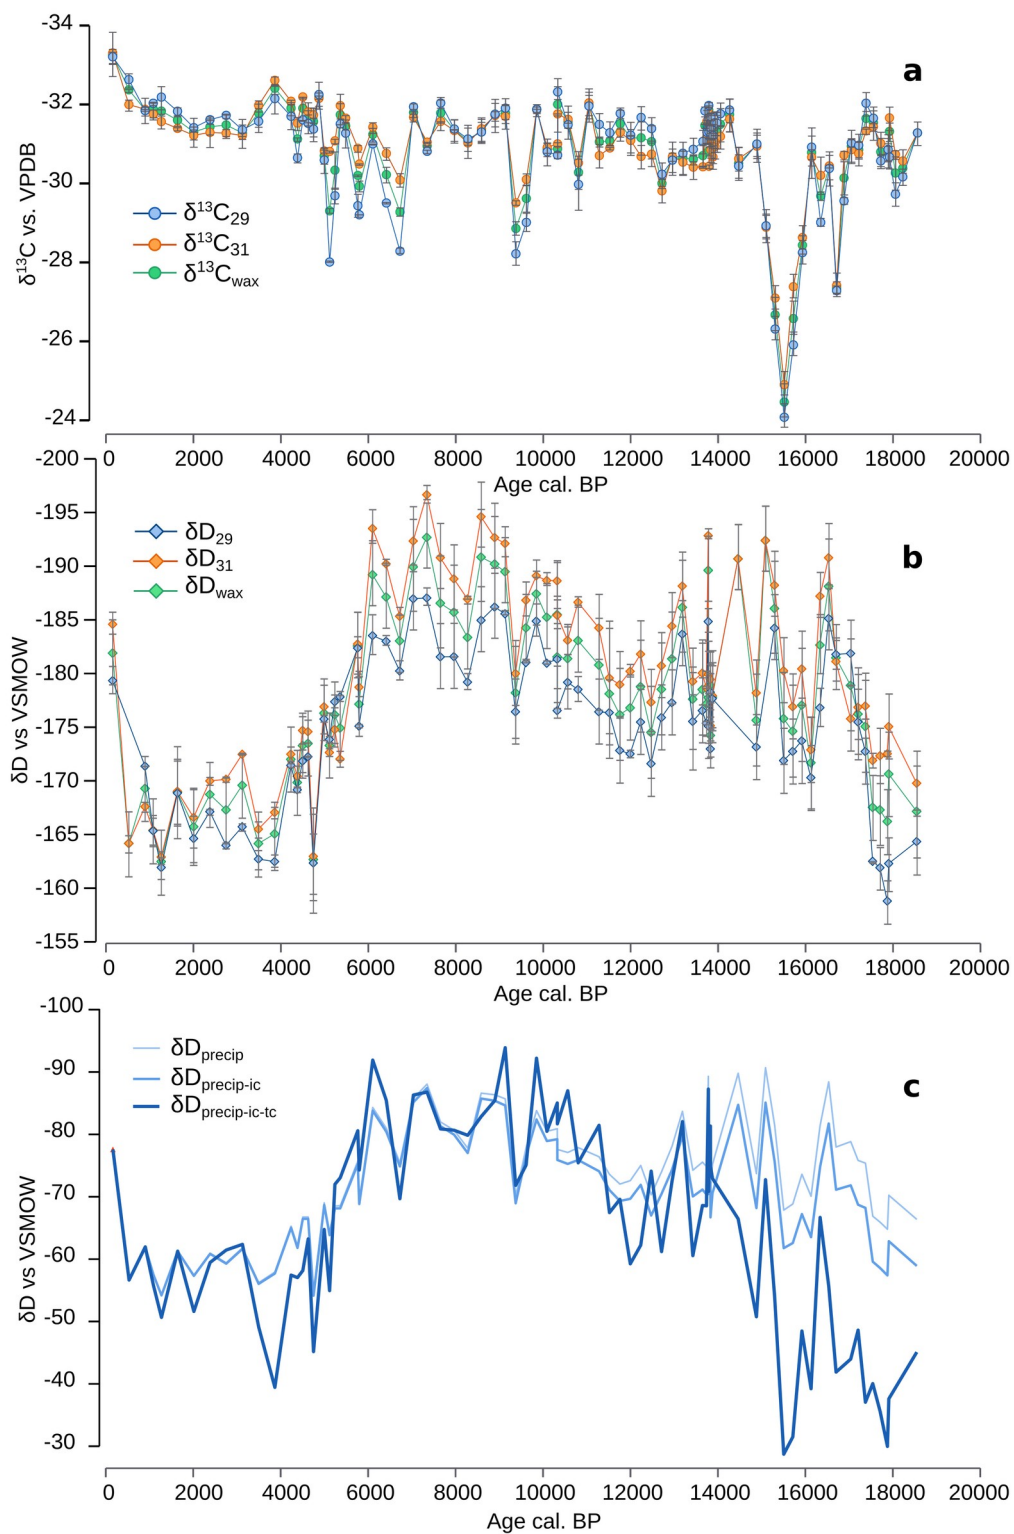 a
-34
-32
-30
-28
-26
-24
δ13C vs. VPDB
δ13C29
δ13C31
δ13Cwax
0 2000 4000 6000 8000 10000 12000 14000 16000 18000 20000
Age cal. BP
b
-200
-195
-190
-185
-180
-175
-170
-165
-160
-155
δD vs VSMOW
δD29
δD31
δDwax
0 2000 4000 6000 8000 10000 12000 14000 16000 18000 20000
Age cal. BP
c
-100
-90
-80
-70
-60
-50
-40
-30
δD vs VSMOW
δDprecip
δDprecip-ic
δDprecip-ic-tc
0 2000 4000 6000 8000 10000 12000 14000 16000 18000 20000
Age cal. BP